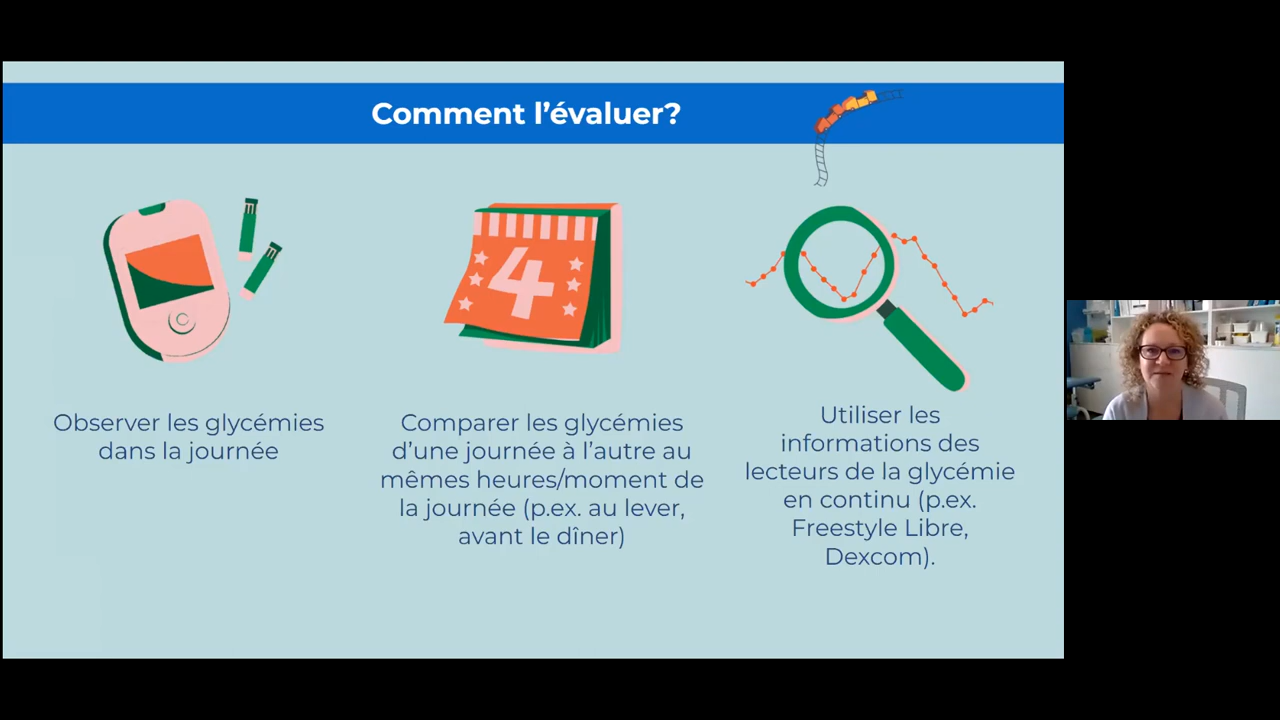 Comment l'évaluer?
4
Observer les glycémies
dans la journée
Comparer les glycémies
d'une journée à l'autre au
mêmes heures/moment de
la journée (p.ex. au lever,
avant le dîner)
Utiliser les
informations des
lecteurs de la glycémie
en continu (p.ex.
Freestyle Libre,
Dexcom).